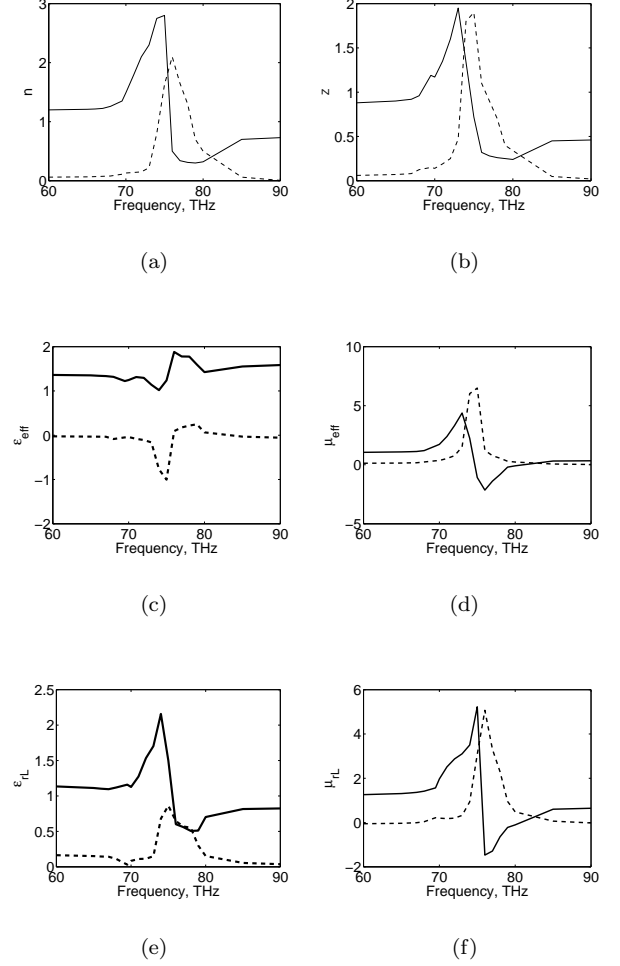 3
2
1
0
n
60 70 80 90
Frequency, THz
(a)
2
1.5
1
0.5
0
z
60 70 80 90
Frequency, THz
(b)
2
1
0
−1
−2
ε_eff
60 70 80 90
Frequency, THz
(c)
10
5
0
−5
μ_eff
60 70 80 90
Frequency, THz
(d)
2.5
2
1.5
1
0.5
0
ε_rL
60 70 80 90
Frequency, THz
(e)
6
4
2
0
−2
μ_rL
60 70 80 90
Frequency, THz
(f)